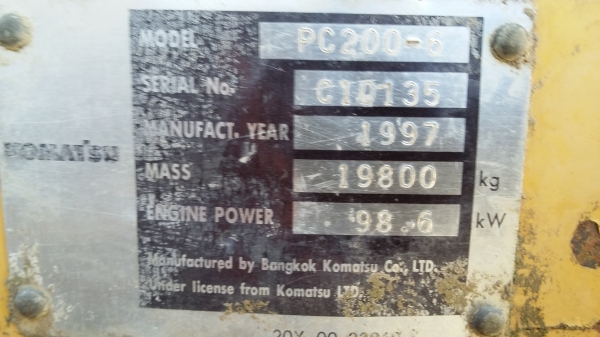 MODEL PC200-6
SERIAL No. C10135
MANUFACT. YEAR 1997
KOMATSU
MASS 19800 kg
ENGINE POWER 98.6 kW
Manufactured by Bangkok Komatsu Co., LTD.
Under license from Komatsu LTD.